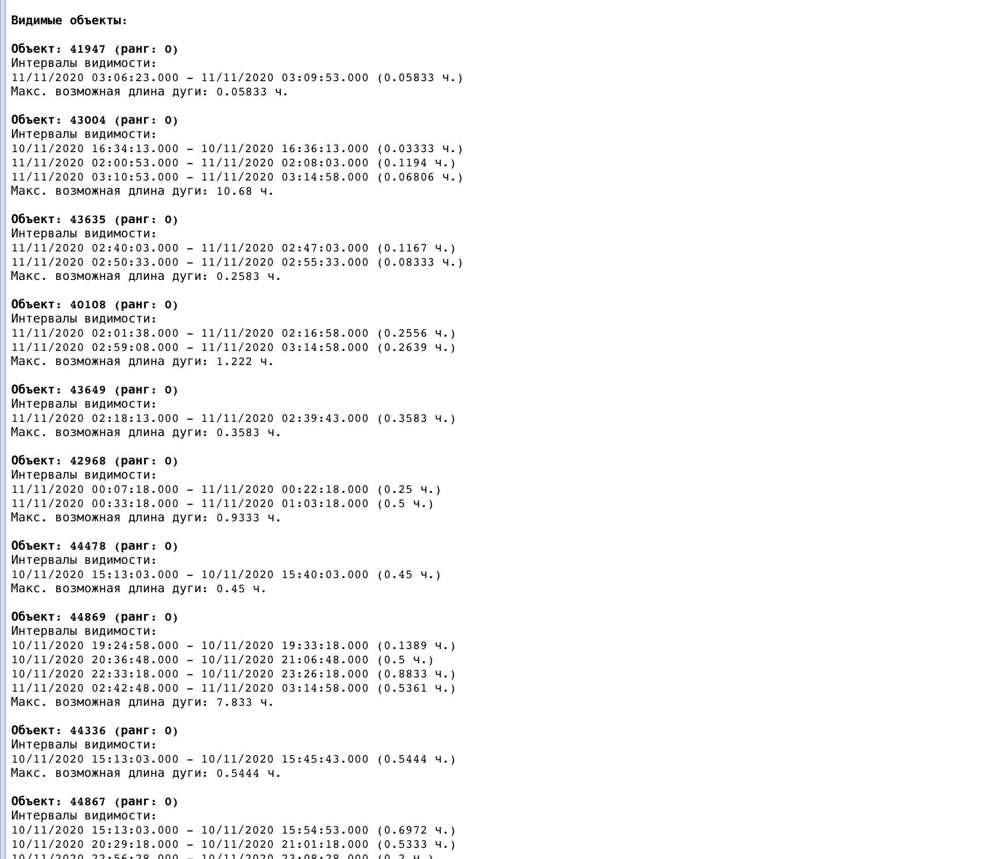 Видимые объекты:
Объект: 41947 (ранг: 0)
Интервалы видимости:
11/11/2020 03:06:23.000 - 11/11/2020 03:09:53.000 (0.05833 ч.)
Макс. возможная длина дуги: 0.05833 ч.
Объект: 43004 (ранг: 0)
Интервалы видимости:
10/11/2020 16:34:13.000 - 10/11/2020 16:36:13.000 (0.03333 ч.)
11/11/2020 02:00:53.000 - 11/11/2020 02:08:03.000 (0.1194 ч.)
11/11/2020 03:10:53.000 - 11/11/2020 03:14:58.000 (0.06806 ч.)
Макс. возможная длина дуги: 10.68 ч.
Объект: 43635 (ранг: 0)
Интервалы видимости:
11/11/2020 02:40:03.000 - 11/11/2020 02:47:03.000 (0.1167 ч.)
11/11/2020 02:50:33.000 - 11/11/2020 02:55:33.000 (0.08333 ч.)
Макс. возможная длина дуги: 0.2583 ч.
Объект: 40108 (ранг: 0)
Интервалы видимости:
11/11/2020 02:01:38.000 - 11/11/2020 02:16:58.000 (0.2556 ч.)
11/11/2020 02:59:08.000 - 11/11/2020 03:14:58.000 (0.2639 ч.)
Макс. возможная длина дуги: 1.222 ч.
Объект: 43649 (ранг: 0)
Интервалы видимости:
11/11/2020 02:18:13.000 - 11/11/2020 02:39:43.000 (0.3583 ч.)
Макс. возможная длина дуги: 0.3583 ч.
Объект: 42968 (ранг: 0)
Интервалы видимости:
11/11/2020 00:07:18.000 - 11/11/2020 00:22:18.000 (0.25 ч.)
11/11/2020 00:33:18.000 - 11/11/2020 01:03:18.000 (0.5 ч.)
Макс. возможная длина дуги: 0.9333 ч.
Объект: 44478 (ранг: 0)
Интервалы видимости:
10/11/2020 15:13:03.000 - 10/11/2020 15:40:03.000 (0.45 ч.)
Макс. возможная длина дуги: 0.45 ч.
Объект: 44869 (ранг: 0)
Интервалы видимости:
10/11/2020 19:24:58.000 - 10/11/2020 19:33:18.000 (0.1389 ч.)
10/11/2020 20:36:48.000 - 10/11/2020 21:06:48.000 (0.5 ч.)
10/11/2020 22:33:18.000 - 10/11/2020 23:26:18.000 (0.8833 ч.)
11/11/2020 02:42:48.000 - 11/11/2020 03:14:58.000 (0.5361 ч.)
Макс. возможная длина дуги: 7.833 ч.
Объект: 44336 (ранг: 0)
Интервалы видимости:
10/11/2020 15:13:03.000 - 10/11/2020 15:45:43.000 (0.5444 ч.)
Макс. возможная длина дуги: 0.5444 ч.
Объект: 44867 (ранг: 0)
Интервалы видимости:
10/11/2020 15:13:03.000 - 10/11/2020 15:54:53.000 (0.6972 ч.)
10/11/2020 20:29:18.000 - 10/11/2020 21:01:18.000 (0.5333 ч.)
10/11/2020 22:56:28.000 - 10/11/2020 23:08:28.000 (0.2 ч.)